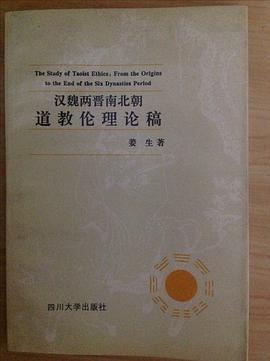 The Study of Taoist Ethics, From the Origins
to the End of the Six Dynasties Period
汉魏两晋南北朝
道教伦理论稿
姜 生 著
四川大学出版社